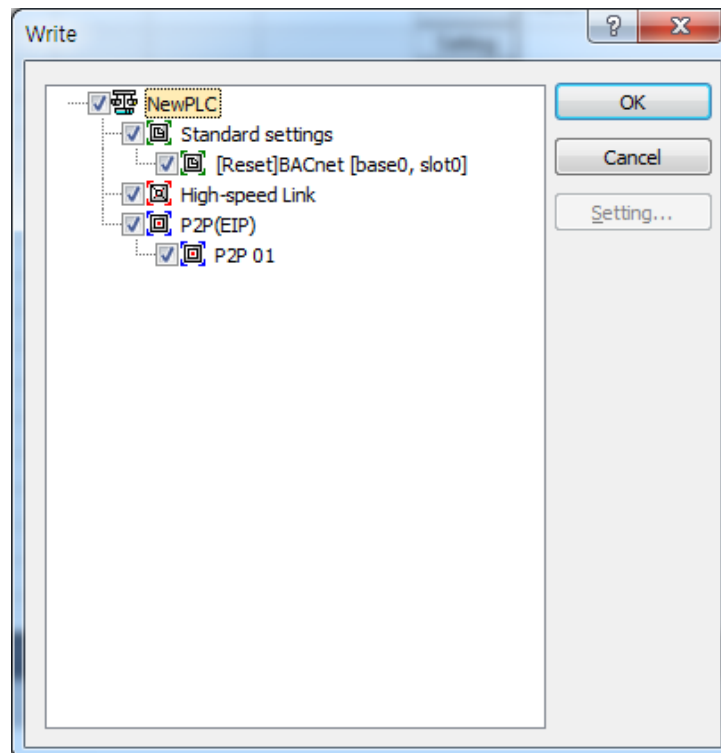 Write
NewPLC
Standard settings
[Reset]BACnet [base0, slot0]
High-speed Link
P2P(EIP)
P2P 01
OK
Cancel
Setting...